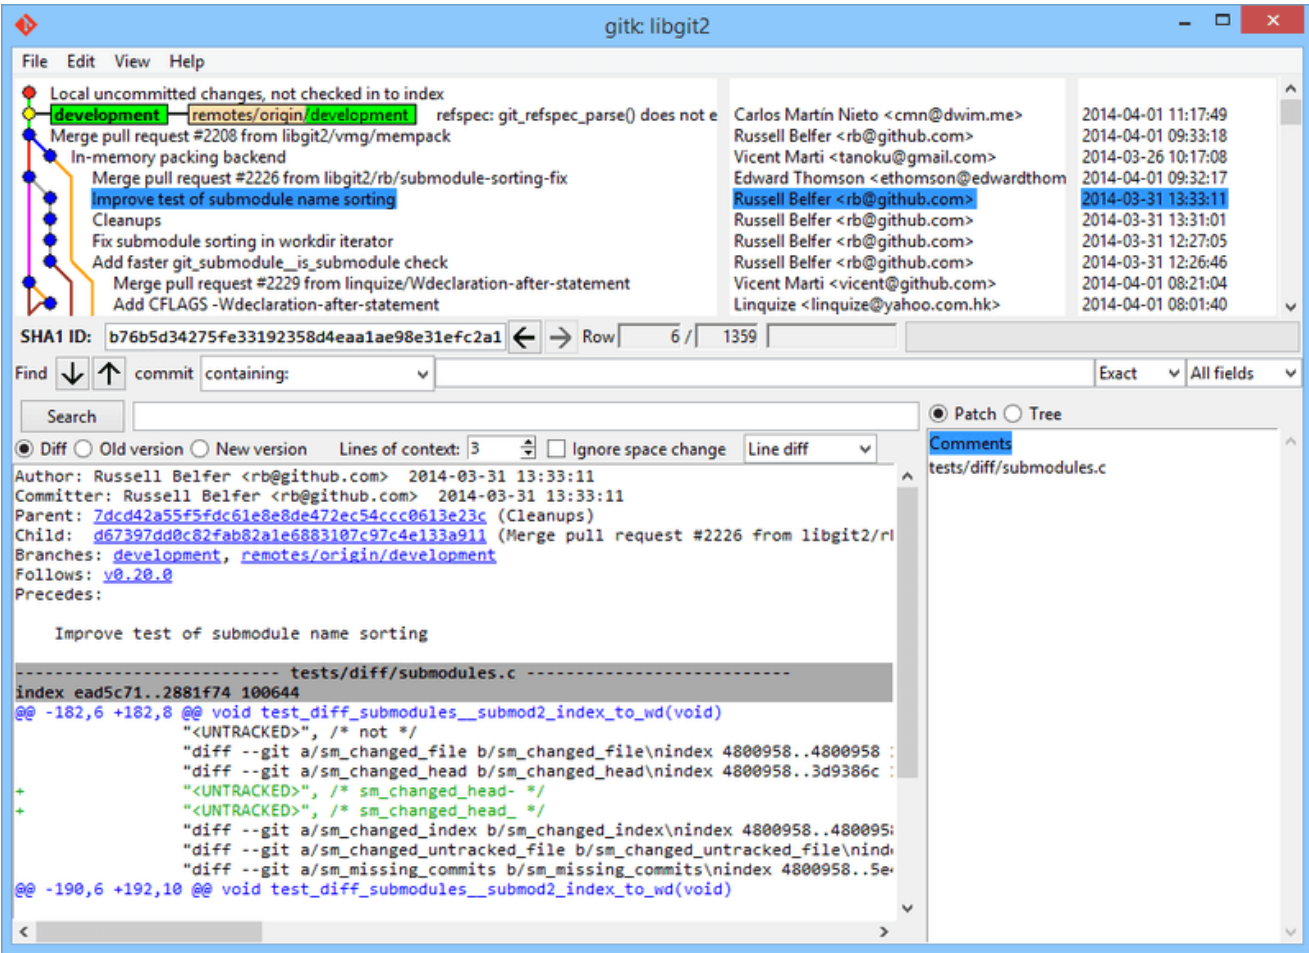 gitk: libgit2
File Edit View Help
Local uncommitted changes, not checked in to index
development remotes/origin/development refspec: git_refspec_parse() does not e Carlos Martín Nieto <cmn@dwim.me> 2014-04-01 11:17:49
Merge pull request #2208 from libgit2/vmg/mempack Russell Belfer <rb@github.com> 2014-04-01 09:33:18
In-memory packing backend Vicent Marti <tanoku@gmail.com> 2014-03-26 10:17:08
Merge pull request #2226 from libgit2/rb/submodule-sorting-fix Edward Thomson <ethomson@edwardthom 2014-04-01 09:32:17
Improve test of submodule name sorting Russell Belfer <rb@github.com> 2014-03-31 13:33:11
Cleanups Russell Belfer <rb@github.com> 2014-03-31 13:31:01
Fix submodule sorting in workdir iterator Russell Belfer <rb@github.com> 2014-03-31 12:27:05
Add faster git_submodule__is_submodule check Russell Belfer <rb@github.com> 2014-03-31 12:26:46
Merge pull request #2229 from linquize/Wdeclaration-after-statement Vicent Marti <vicent@github.com> 2014-04-01 08:21:04
Add CFLAGS -Wdeclaration-after-statement Linquize <linquize@yahoo.com.hk> 2014-04-01 08:01:40
SHA1 ID: b76b5d34275fe33192358d4eaa1ae98e31efc2a1 Row 6 / 1359
Find commit containing: Exact All fields
Search Patch Tree
Diff Old version New version Lines of context: 3 Ignore space change Line diff
Comments
tests/diff/submodules.c
Author: Russell Belfer <rb@github.com> 2014-03-31 13:33:11
Committer: Russell Belfer <rb@github.com> 2014-03-31 13:33:11
Parent: 7dcd42a55f5fdc61e8e8de472ec54ccc0613e23c (Cleanups)
Child: d67397dd0c82fab82a1e6883107c97c4e133a911 (Merge pull request #2226 from libgit2/rl
Branches: development, remotes/origin/development
Follows: v0.20.0
Precedes:
Improve test of submodule name sorting
--------------------------- tests/diff/submodules.c ---------------------------
index ead5c71..2881f74 100644
@@ -182,6 +182,8 @@ void test_diff_submodules__submod2_index_to_wd(void)
"<UNTRACKED>", /* not */
"diff --git a/sm_changed_file b/sm_changed_file\nindex 4800958..4800958
"diff --git a/sm_changed_head b/sm_changed_head\nindex 4800958..3d9386c
+ "<UNTRACKED>", /* sm_changed_head- */
+ "<UNTRACKED>", /* sm_changed_head_ */
"diff --git a/sm_changed_index b/sm_changed_index\nindex 4800958..480095
"diff --git a/sm_changed_untracked_file b/sm_changed_untracked_file\nind
"diff --git a/sm_missing_commits b/sm_missing_commits\nindex 4800958..5e
@@ -190,6 +192,10 @@ void test_diff_submodules__submod2_index_to_wd(void)